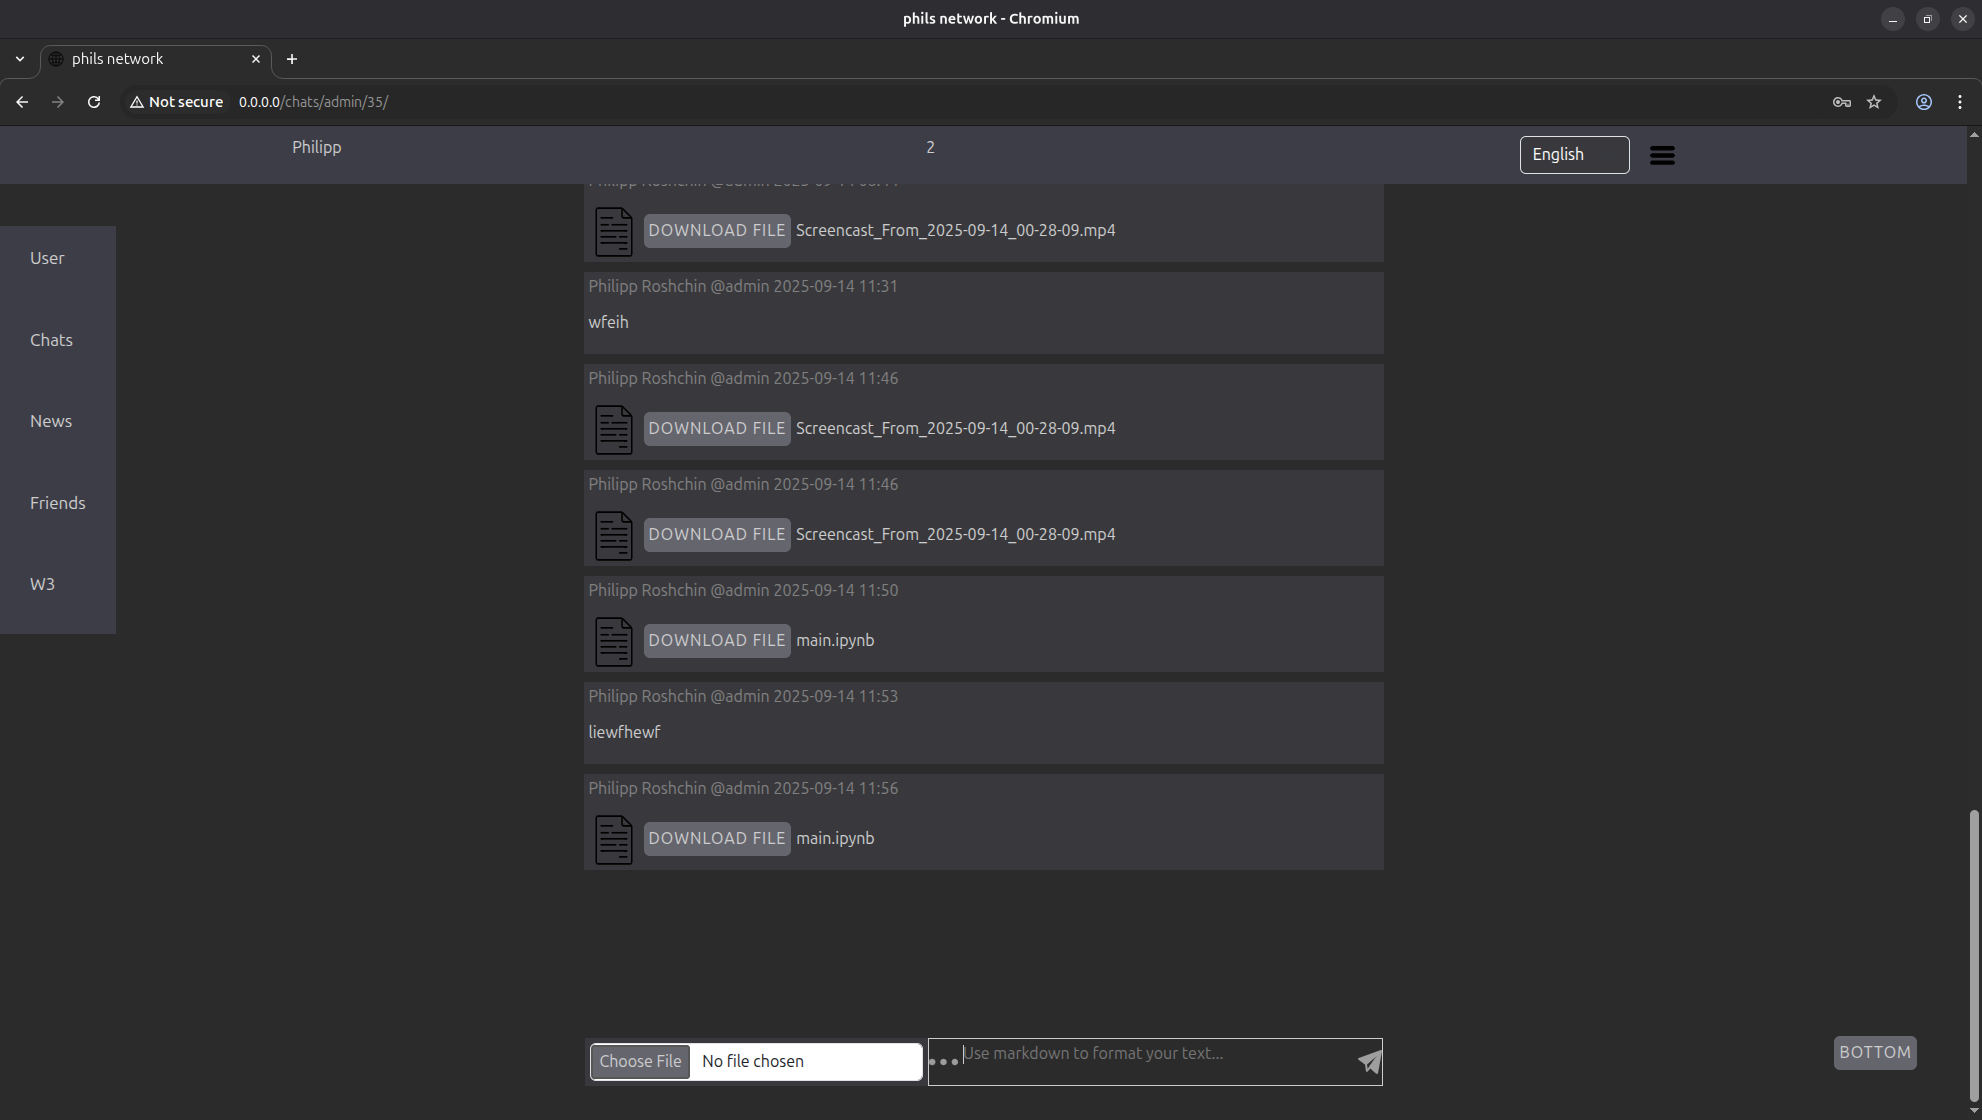 phils network - Chromium
phils network
Not secure 0.0.0.0/chats/admin/35/
Philipp 2 English
Philipp Roshchin @admin 2025-09-14
DOWNLOAD FILE Screencast_From_2025-09-14_00-28-09.mp4
User
Philipp Roshchin @admin 2025-09-14 11:31
wfeih
Chats
Philipp Roshchin @admin 2025-09-14 11:46
News
DOWNLOAD FILE Screencast_From_2025-09-14_00-28-09.mp4
Philipp Roshchin @admin 2025-09-14 11:46
Friends
DOWNLOAD FILE Screencast_From_2025-09-14_00-28-09.mp4
W3
Philipp Roshchin @admin 2025-09-14 11:50
DOWNLOAD FILE main.ipynb
Philipp Roshchin @admin 2025-09-14 11:53
liewfhewf
Philipp Roshchin @admin 2025-09-14 11:56
DOWNLOAD FILE main.ipynb
Choose File No file chosen Use markdown to format your text... BOTTOM